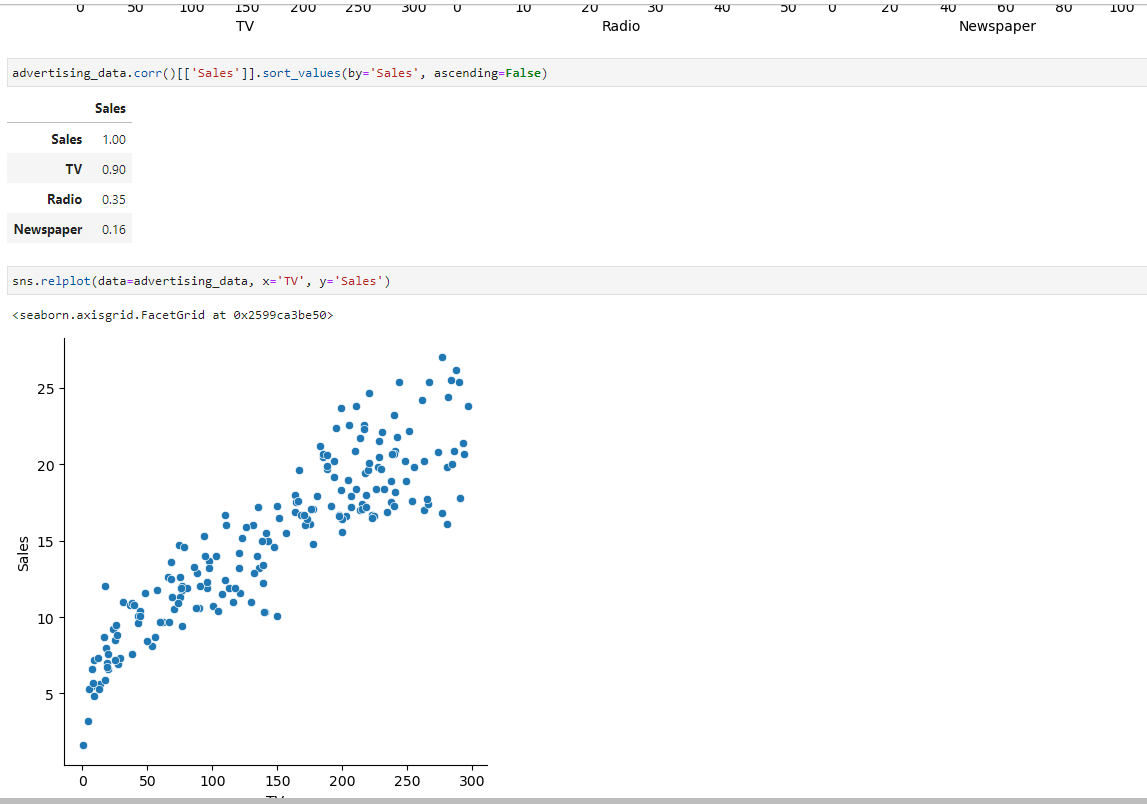 0 50 100 150 200 250 300 0 10 20 30 40 50 0 20 40 60 80 100
TV Radio Newspaper
advertising_data.corr()[['Sales']].sort_values(by='Sales', ascending=False)
Sales
Sales 1.00
TV 0.90
Radio 0.35
Newspaper 0.16
sns.relplot(data=advertising_data, x='TV', y='Sales')
<seaborn.axisgrid.FacetGrid at 0x2599ca3be50>
25
20
15
Sales
10
5
0 50 100 150 200 250 300
TV